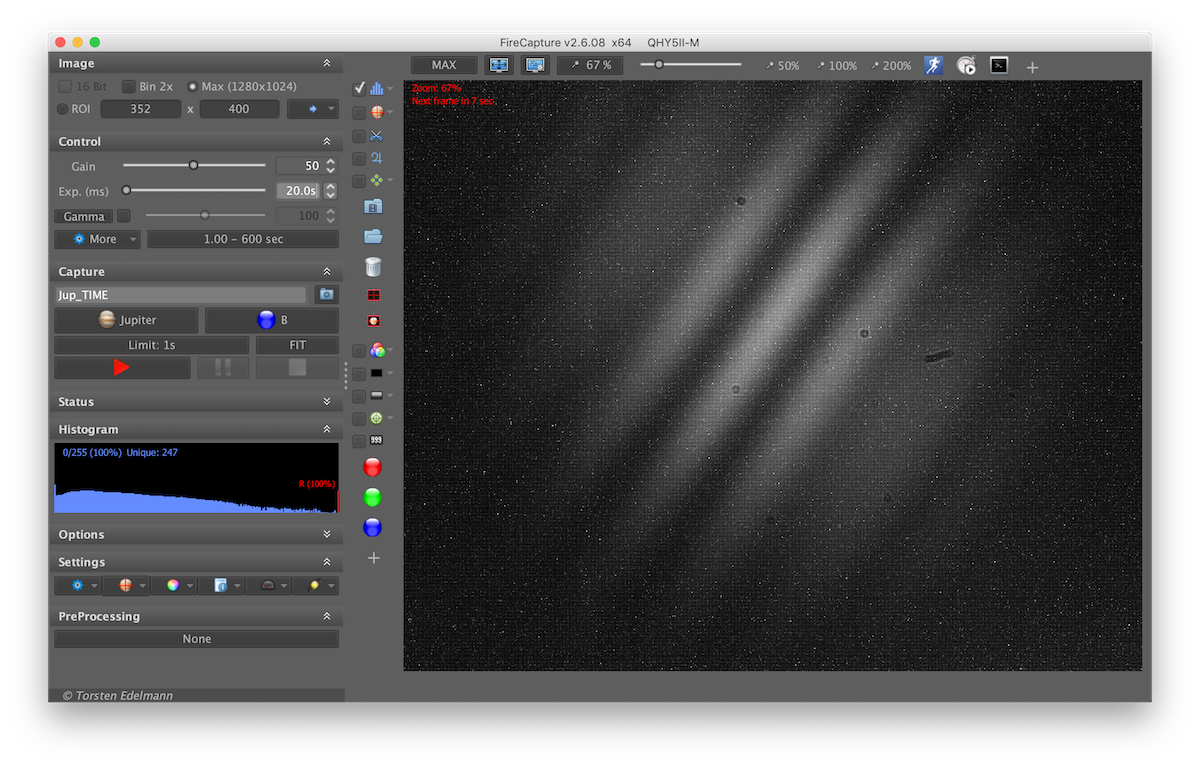 FireCapture v2.6.08 x64 QHY5II-M
Image
16 Bit Bin 2x Max (1280x1024)
ROI 352 x 400
Control
Gain 50
Exp. (ms) 20.0s
Gamma 100
More 1.00 – 600 sec
Capture
Jup_TIME
Jupiter B
Limit: 1s FIT
Status
Histogram
0/255 (100%) Unique: 247
R (100%)
Options
Settings
PreProcessing
None
© Torsten Edelmann
MAX 67 % 50% 100% 200%
Zoom: 67%
Next frame in 7 sec.
999